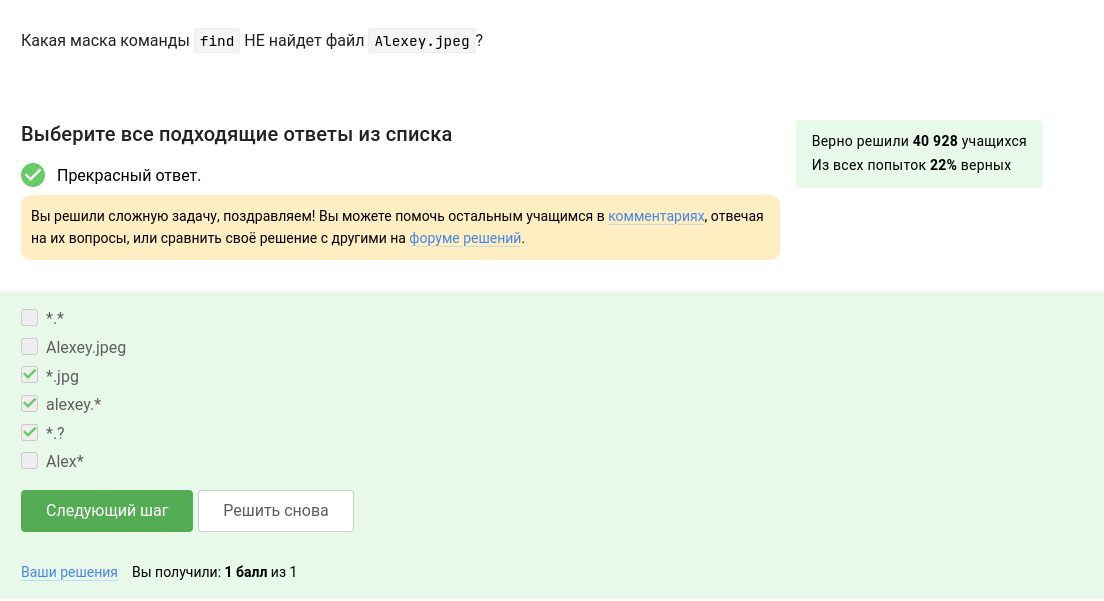 Какая маска команды find НЕ найдет файл Alexey.jpeg?
Выберите все подходящие ответы из списка
Прекрасный ответ.
Верно решили 40 928 учащихся
Из всех попыток 22% верных
Вы решили сложную задачу, поздравляем! Вы можете помочь остальным учащимся в комментариях, отвечая
на их вопросы, или сравнить своё решение с другими на форуме решений.
*.*
Alexey.jpeg
*.jpg
alexey.*
*.?
Alex*
Следующий шаг Решить снова
Ваши решения Вы получили: 1 балл из 1